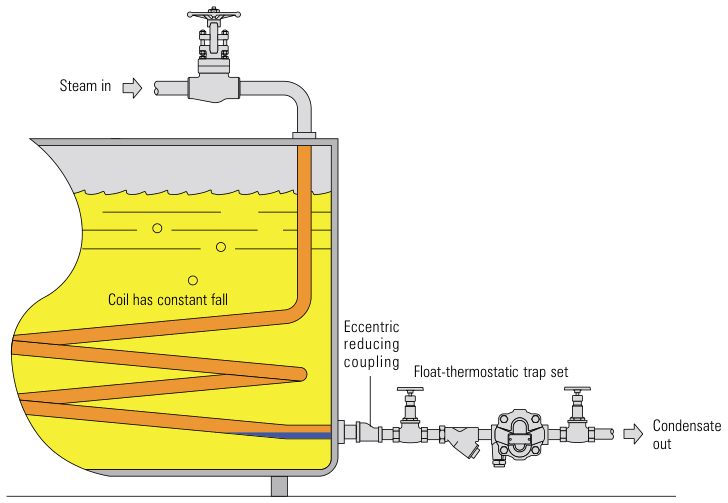 Steam in
Coil has constant fall
Eccentric
reducing
coupling
Float-thermostatic trap set
Condensate
out